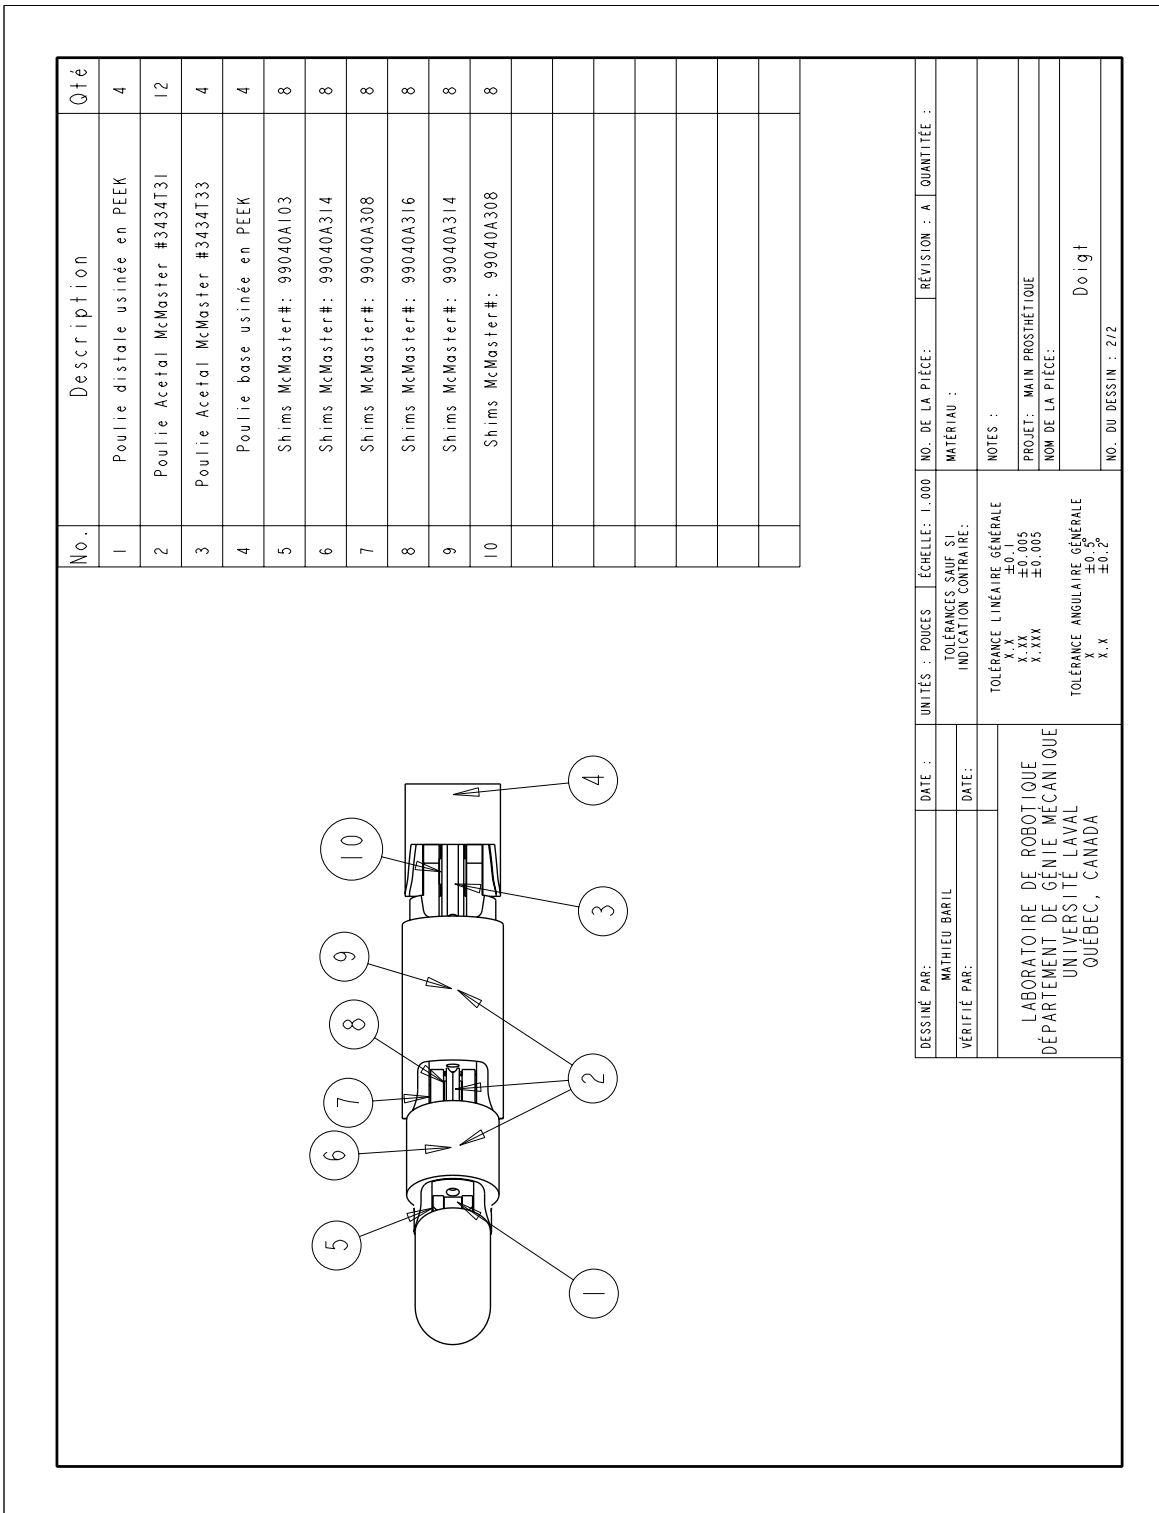 No. Description Qté
1 Poulie distale usinée en PEEK 4
2 Poulie Acetal McMaster #3434T31 12
3 Poulie Acetal McMaster #3434T33 4
4 Poulie base usinée en PEEK 4
5 Shims McMaster#: 99040A103 8
6 Shims McMaster#: 99040A314 8
7 Shims McMaster#: 99040A308 8
8 Shims McMaster#: 99040A316 8
9 Shims McMaster#: 99040A314 8
10 Shims McMaster#: 99040A308 8
5
6
7
8
9
10
1
2
3
4
DESSINÉ PAR: DATE :
MATHIEU BARIL
VÉRIFIÉ PAR: DATE:
LABORATOIRE DE ROBOTIQUE
DÉPARTEMENT DE GÉNIE MÉCANIQUE
UNIVERSITÉ LAVAL
QUÉBEC, CANADA
UNITÉS : POUCES ÉCHELLE: 1.000
TOLÉRANCES SAUF SI
INDICATION CONTRAIRE:
TOLÉRANCE LINÉAIRE GÉNÉRALE
X.X ±0.1
X.XX ±0.005
X.XXX ±0.005
TOLÉRANCE ANGULAIRE GÉNÉRALE
X ±0.5°
X.X ±0.2°
NO. DE LA PIÈCE: RÉVISION : A QUANTITÉE :
MATÉRIAU :
NOTES :
PROJET: MAIN PROSTHÉTIQUE
NOM DE LA PIÈCE:
Doigt
NO. DU DESSIN : 2/2